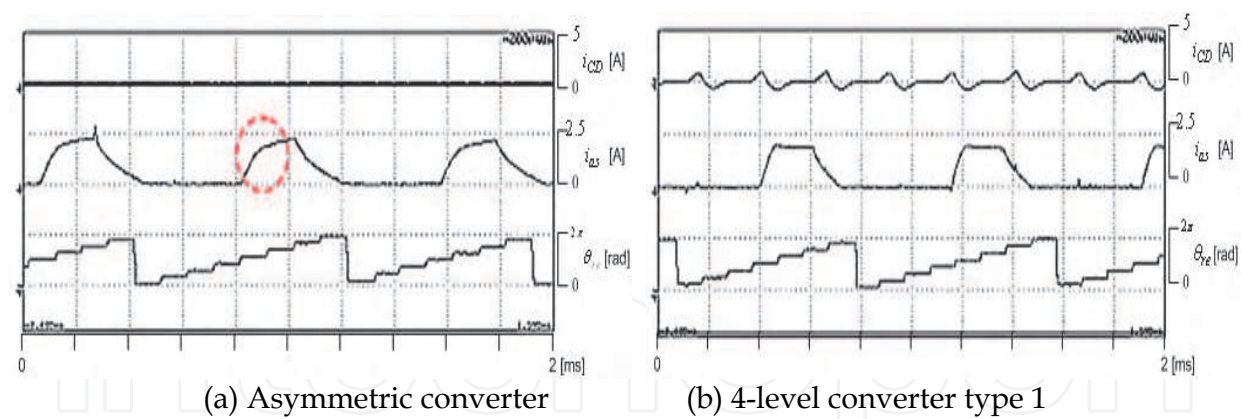 5
i_CD [A]
0
2.5
i_as [A]
0
2π
θ_re [rad]
0
0
2 [ms]
(a) Asymmetric converter
5
i_CD [A]
0
2.5
i_as [A]
0
2π
θ_re [rad]
0
0
2 [ms]
(b) 4-level converter type 1